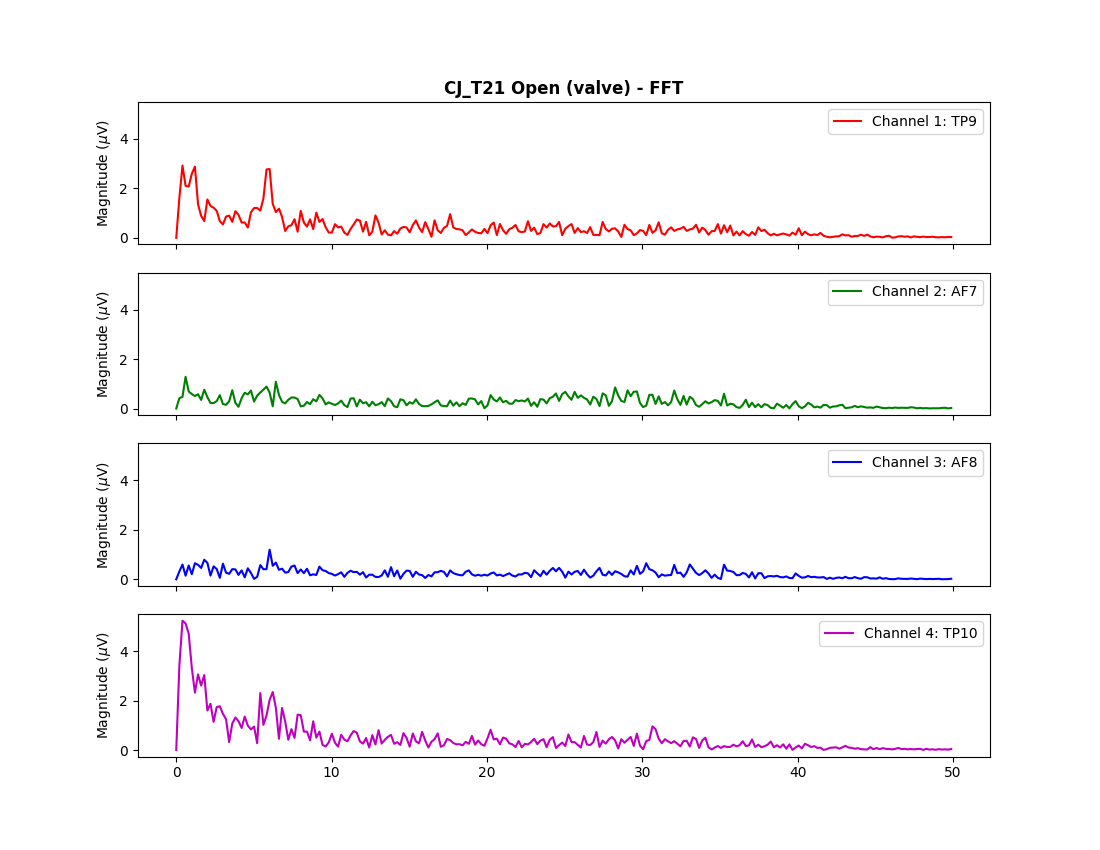 CJ_T21 Open (valve) - FFT
Magnitude (μV)
4
2
0
Channel 1: TP9
Magnitude (μV)
4
2
0
Channel 2: AF7
Magnitude (μV)
4
2
0
Channel 3: AF8
Magnitude (μV)
4
2
0
Channel 4: TP10
0 10 20 30 40 50